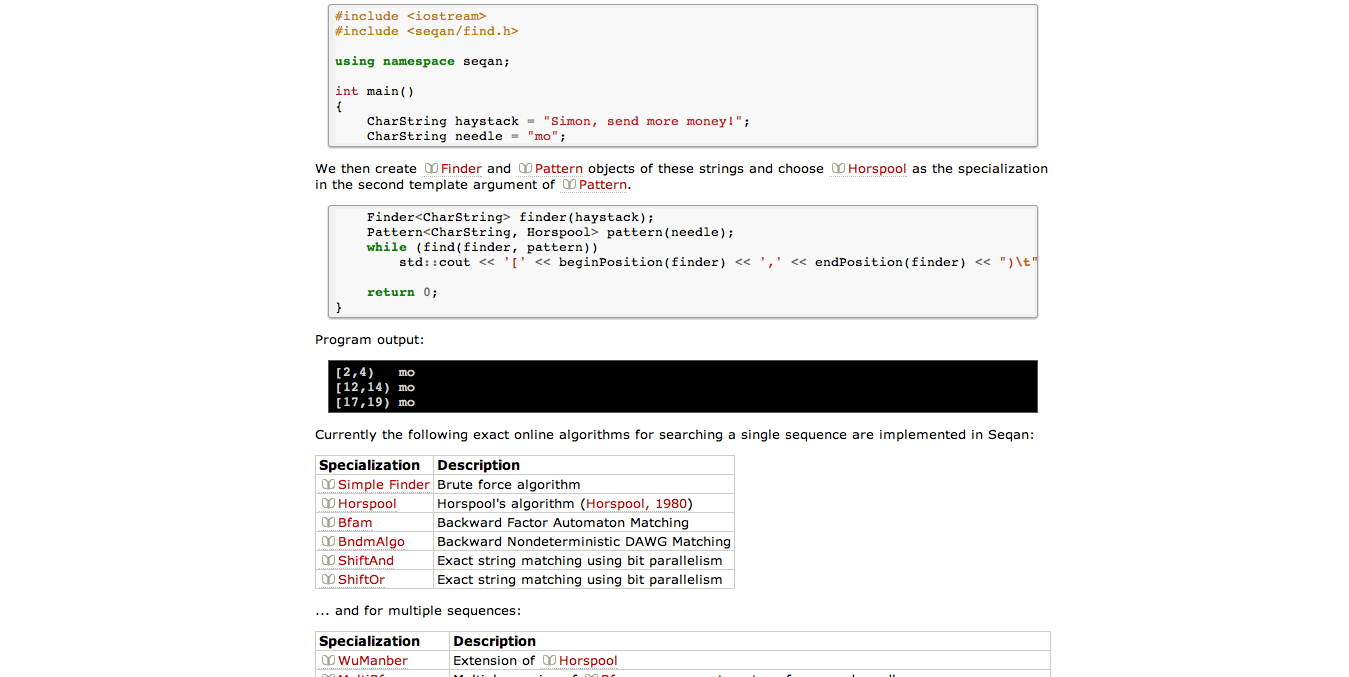 #include <iostream>
#include <seqan/find.h>
using namespace seqan;
int main()
{
    CharString haystack = "Simon, send more money!";
    CharString needle = "mo";
We then create Finder and Pattern objects of these strings and choose Horspool as the specialization
in the second template argument of Pattern.
    Finder<CharString> finder(haystack);
    Pattern<CharString, Horspool> pattern(needle);
    while (find(finder, pattern))
        std::cout << '[' << beginPosition(finder) << ',' << endPosition(finder) << ")\t"
    return 0;
}
Program output:
[2,4)   mo
[12,14) mo
[17,19) mo
Currently the following exact online algorithms for searching a single sequence are implemented in Seqan:
Specialization Description
Simple Finder Brute force algorithm
Horspool Horspool's algorithm (Horspool, 1980)
Bfam Backward Factor Automaton Matching
BndmAlgo Backward Nondeterministic DAWG Matching
ShiftAnd Exact string matching using bit parallelism
ShiftOr Exact string matching using bit parallelism
... and for multiple sequences:
Specialization Description
WuManber Extension of Horspool